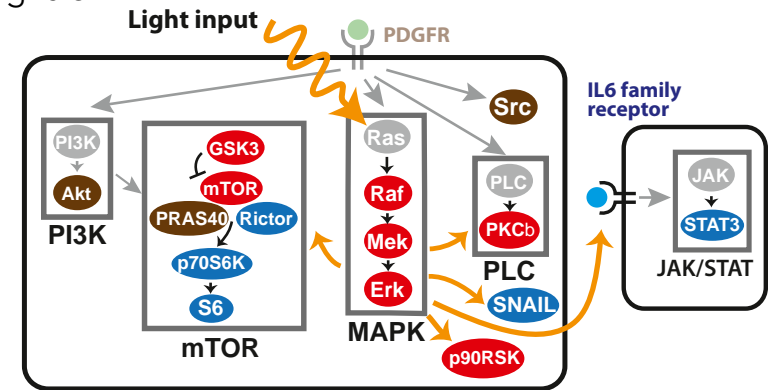 Light input
PDGFR
IL6 family
receptor
Src
PI3K
Akt
PI3K
GSK3
mTOR
PRAS40
Rictor
p70S6K
S6
mTOR
Ras
Raf
Mek
Erk
MAPK
PLC
PKCb
PLC
SNAIL
p90RSK
JAK
STAT3
JAK/STAT